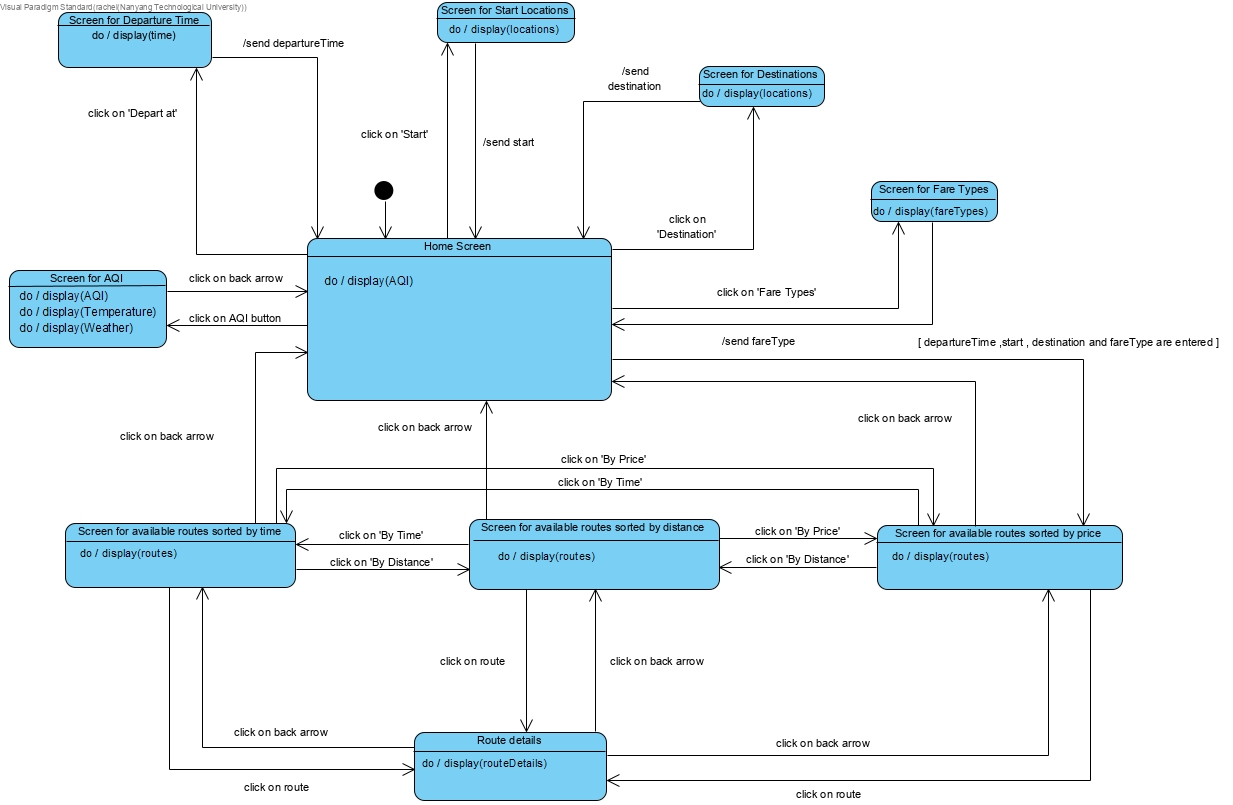 Visual Paradigm Standard(rachel(Nanyang Technological University))
Screen for Departure Time
do / display(time)
/send departureTime
Screen for Start Locations
do / display(locations)
/send
destination
Screen for Destinations
do / display(locations)
click on 'Depart at'
click on 'Start'
/send start
Screen for Fare Types
do / display(fareTypes)
click on
'Destination'
Home Screen
do / display(AQI)
Screen for AQI
do / display(AQI)
do / display(Temperature)
do / display(Weather)
click on back arrow
click on AQI button
click on 'Fare Types'
/send fareType
[ departureTime ,start , destination and fareType are entered ]
click on back arrow
click on back arrow
click on back arrow
click on 'By Price'
click on 'By Time'
Screen for available routes sorted by time
do / display(routes)
click on 'By Time'
click on 'By Distance'
Screen for available routes sorted by distance
do / display(routes)
click on 'By Price'
click on 'By Distance'
Screen for available routes sorted by price
do / display(routes)
click on route
click on back arrow
click on back arrow
Route details
do / display(routeDetails)
click on back arrow
click on route
click on route